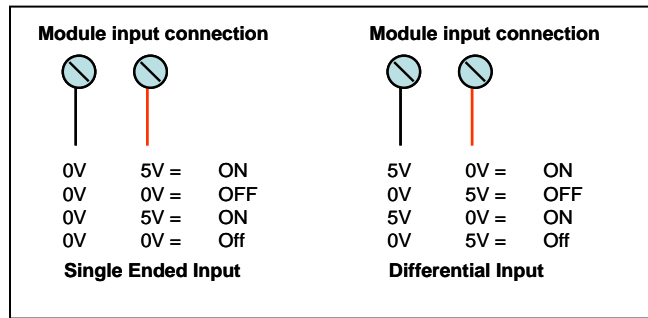 Module input connection
0V 5V = ON
0V 0V = OFF
0V 5V = ON
0V 0V = Off
Single Ended Input
Module input connection
5V 0V = ON
0V 5V = OFF
5V 0V = ON
0V 5V = Off
Differential Input